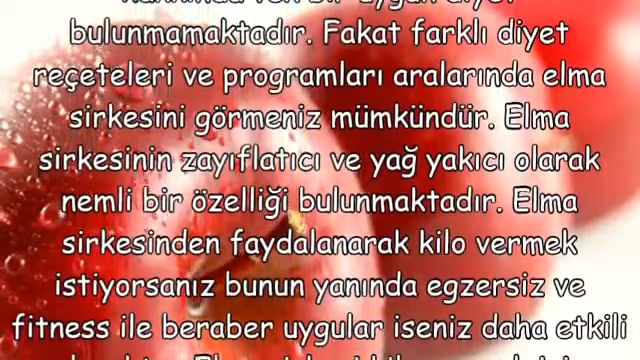 bulunmamaktadır. Fakat farklı diyet
reçeteleri ve programları aralarında elma
sirkesini görmeniz mümkündür. Elma
sirkesinin zayıflatıcı ve yağ yakıcı olarak
nemli bir özelliği bulunmaktadır. Elma
sirkesinden faydalanarak kilo vermek
istiyorsanız bunun yanında egzersiz ve
fitness ile beraber uygular iseniz daha etkili